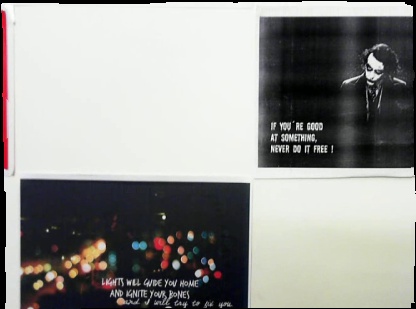 IF YOU'RE GOOD
AT SOMETHING,
NEVER DO IT FREE !
LIGHTS WILL GUIDE YOU HOME
AND IGNITE YOUR BONES
and I will try to fix you